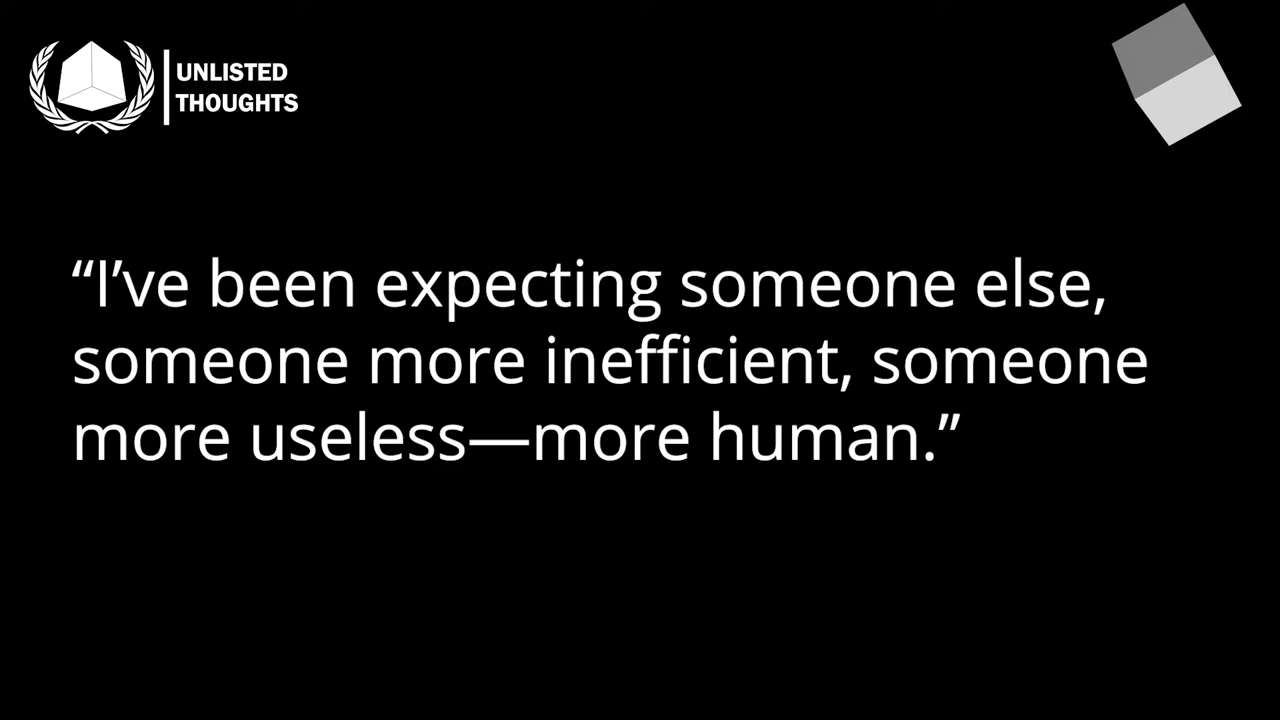 UNLISTED
THOUGHTS
“I’ve been expecting someone else,
someone more inefficient, someone
more useless—more human.”